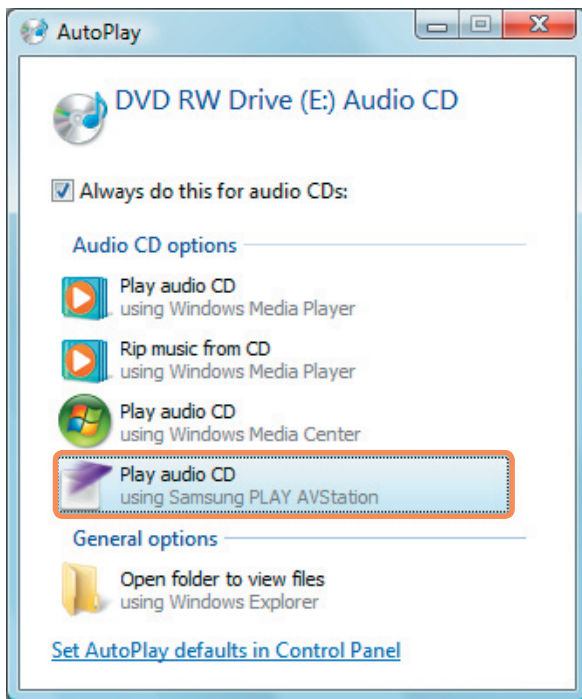 AutoPlay
DVD RW Drive (E:) Audio CD
Always do this for audio CDs:
Audio CD options
Play audio CD
using Windows Media Player
Rip music from CD
using Windows Media Player
Play audio CD
using Windows Media Center
Play audio CD
using Samsung PLAY AVStation
General options
Open folder to view files
using Windows Explorer
Set AutoPlay defaults in Control Panel